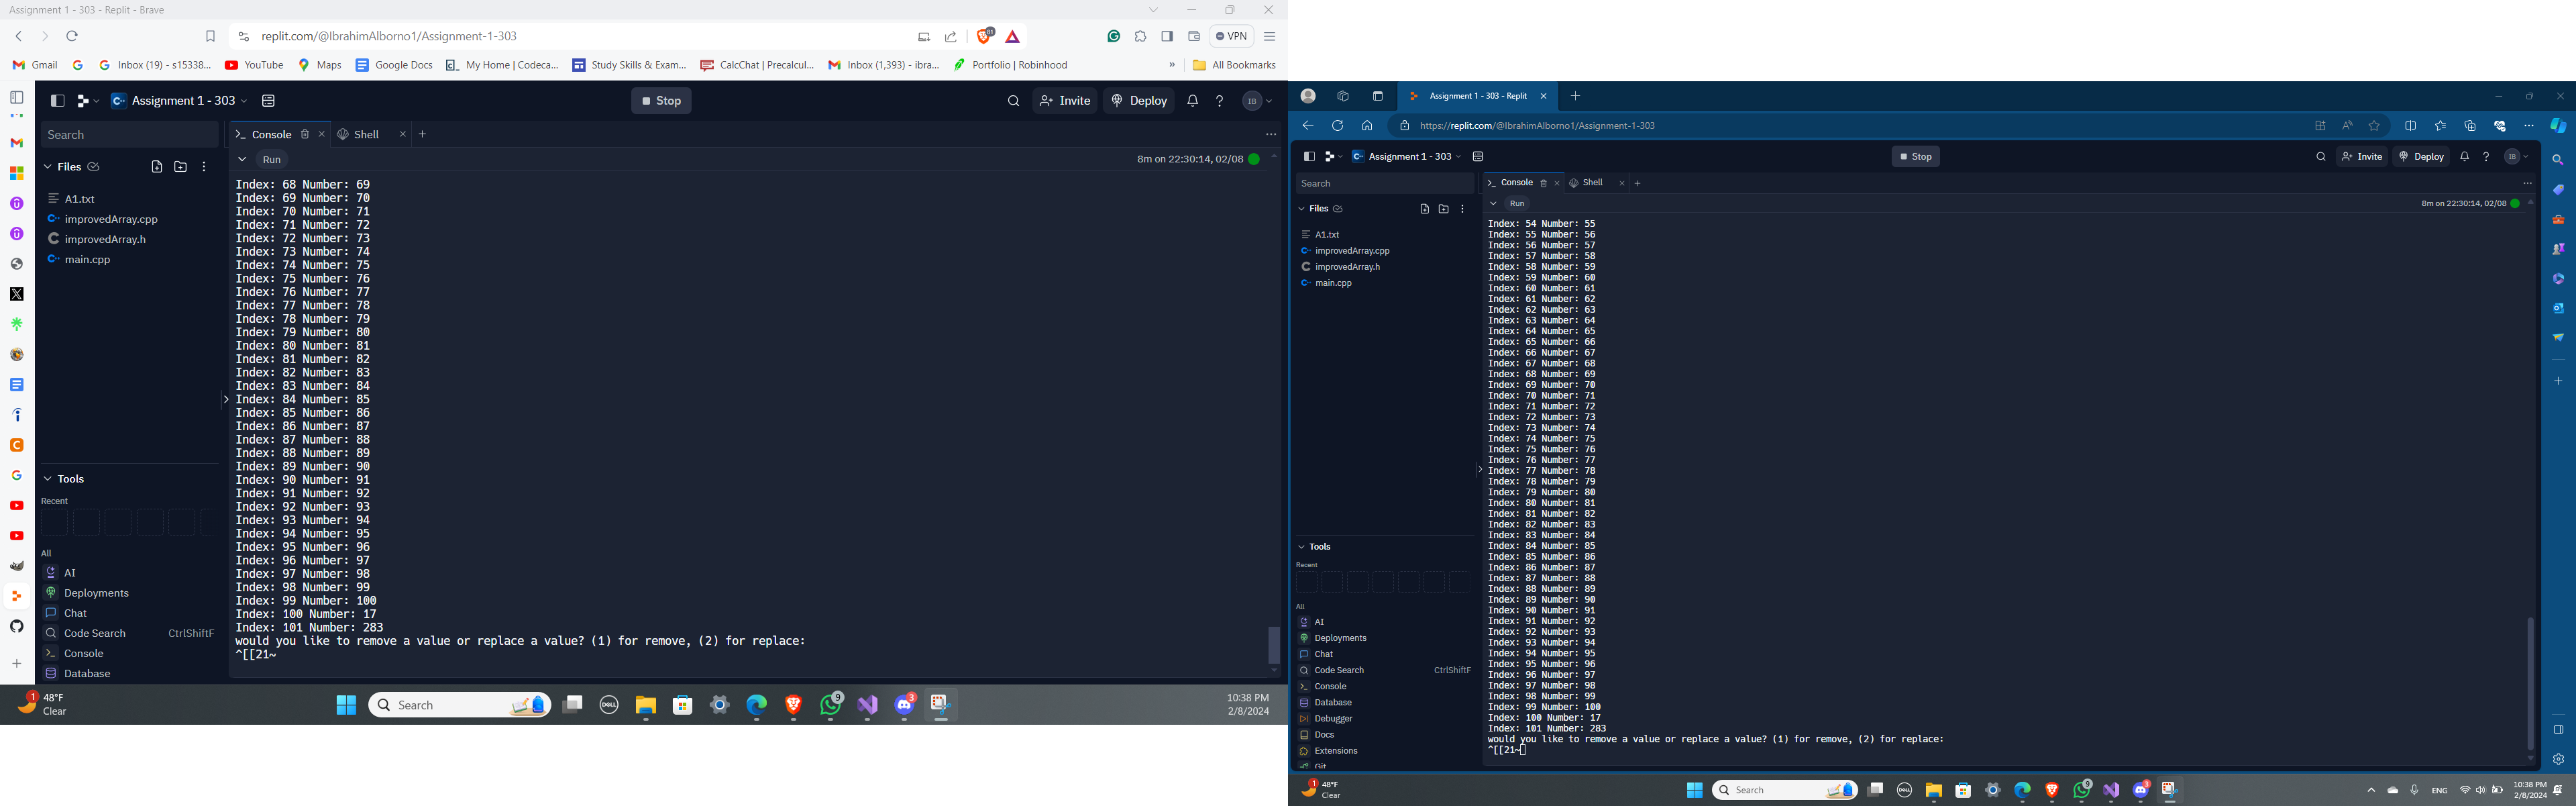 Assignment 1 - 303 - Replit - Brave
replit.com/@IbrahimAlborno1/Assignment-1-303
VPN
Gmail
Inbox (19) - s15338...
YouTube
Maps
Google Docs
My Home | Codeca...
Study Skills & Exam...
CalcChat | Precalcul...
Inbox (1,393) - ibra...
Portfolio | Robinhood
»
All Bookmarks
Assignment 1 - 303
Stop
Invite
Deploy
IB
Search
Console
Shell
Files
Run
8m on 22:30:14, 02/08
A1.txt
improvedArray.cpp
improvedArray.h
main.cpp
Index: 68 Number: 69
Index: 69 Number: 70
Index: 70 Number: 71
Index: 71 Number: 72
Index: 72 Number: 73
Index: 73 Number: 74
Index: 74 Number: 75
Index: 75 Number: 76
Index: 76 Number: 77
Index: 77 Number: 78
Index: 78 Number: 79
Index: 79 Number: 80
Index: 80 Number: 81
Index: 81 Number: 82
Index: 82 Number: 83
Index: 83 Number: 84
Index: 84 Number: 85
Index: 85 Number: 86
Index: 86 Number: 87
Index: 87 Number: 88
Index: 88 Number: 89
Index: 89 Number: 90
Index: 90 Number: 91
Index: 91 Number: 92
Index: 92 Number: 93
Index: 93 Number: 94
Index: 94 Number: 95
Index: 95 Number: 96
Index: 96 Number: 97
Index: 97 Number: 98
Index: 98 Number: 99
Index: 99 Number: 100
Index: 100 Number: 17
Index: 101 Number: 283
would you like to remove a value or replace a value? (1) for remove, (2) for replace:
^[[21~
Tools
Recent
All
AI
Deployments
Chat
Code Search CtrlShiftF
Console
Database
1
48°F
Clear
Search
DELL
9
3
10:38 PM
2/8/2024
Assignment 1 - 303 - Replit
https://replit.com/@IbrahimAlborno1/Assignment-1-303
Assignment 1 - 303
Stop
Invite
Deploy
IB
Search
Console
Shell
Files
Run
8m on 22:30:14, 02/08
A1.txt
improvedArray.cpp
improvedArray.h
main.cpp
Index: 54 Number: 55
Index: 55 Number: 56
Index: 56 Number: 57
Index: 57 Number: 58
Index: 58 Number: 59
Index: 59 Number: 60
Index: 60 Number: 61
Index: 61 Number: 62
Index: 62 Number: 63
Index: 63 Number: 64
Index: 64 Number: 65
Index: 65 Number: 66
Index: 66 Number: 67
Index: 67 Number: 68
Index: 68 Number: 69
Index: 69 Number: 70
Index: 70 Number: 71
Index: 71 Number: 72
Index: 72 Number: 73
Index: 73 Number: 74
Index: 74 Number: 75
Index: 75 Number: 76
Index: 76 Number: 77
Index: 77 Number: 78
Index: 78 Number: 79
Index: 79 Number: 80
Index: 80 Number: 81
Index: 81 Number: 82
Index: 82 Number: 83
Index: 83 Number: 84
Index: 84 Number: 85
Index: 85 Number: 86
Index: 86 Number: 87
Index: 87 Number: 88
Index: 88 Number: 89
Index: 89 Number: 90
Index: 90 Number: 91
Index: 91 Number: 92
Index: 92 Number: 93
Index: 93 Number: 94
Index: 94 Number: 95
Index: 95 Number: 96
Index: 96 Number: 97
Index: 97 Number: 98
Index: 98 Number: 99
Index: 99 Number: 100
Index: 100 Number: 17
Index: 101 Number: 283
would you like to remove a value or replace a value? (1) for remove, (2) for replace:
^[[21~
Tools
Recent
All
AI
Deployments
Chat
Code Search CtrlShiftF
Console
Database
Debugger
Docs
Extensions
Git
1
48°F
Clear
Search
DELL
9
3
ENG
10:38 PM
2/8/2024